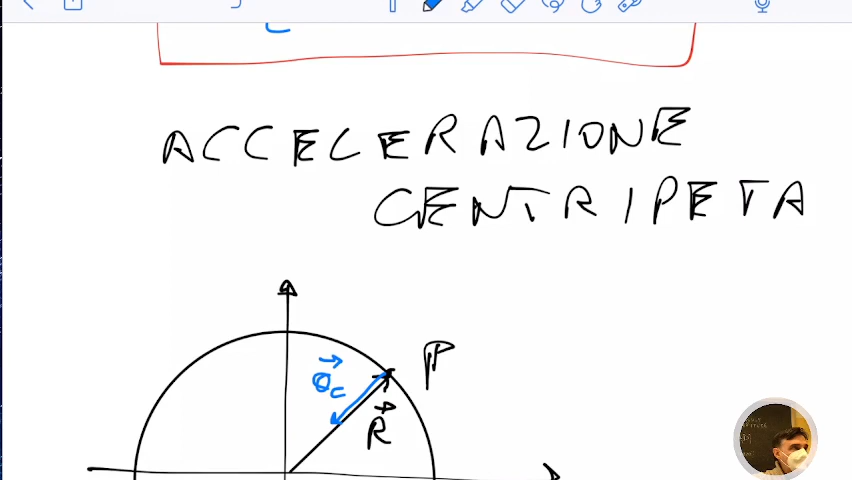 ACCELERAZIONE
CENTRIPETA
a⃗c
P
R⃗